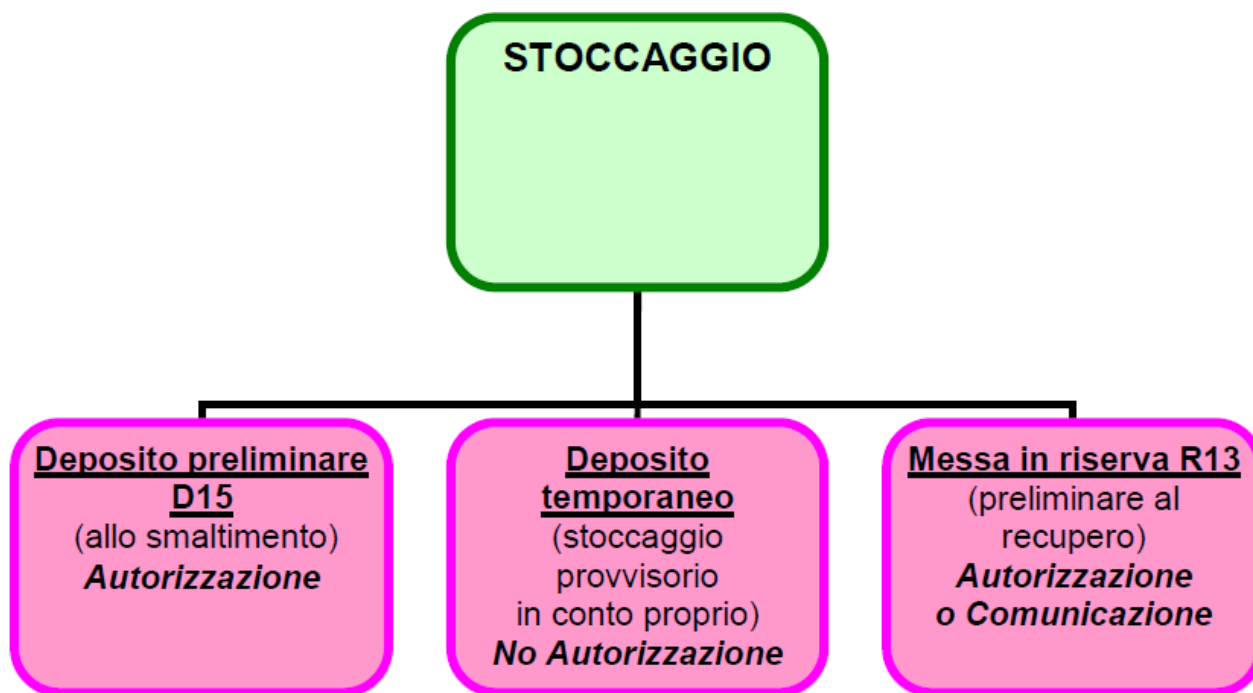 STOCCAGGIO
Deposito preliminare
D15
(allo smaltimento)
Autorizzazione
Deposito
temporaneo
(stoccaggio
provvisorio
in conto proprio)
No Autorizzazione
Messa in riserva R13
(preliminare al
recupero)
Autorizzazione
o Comunicazione